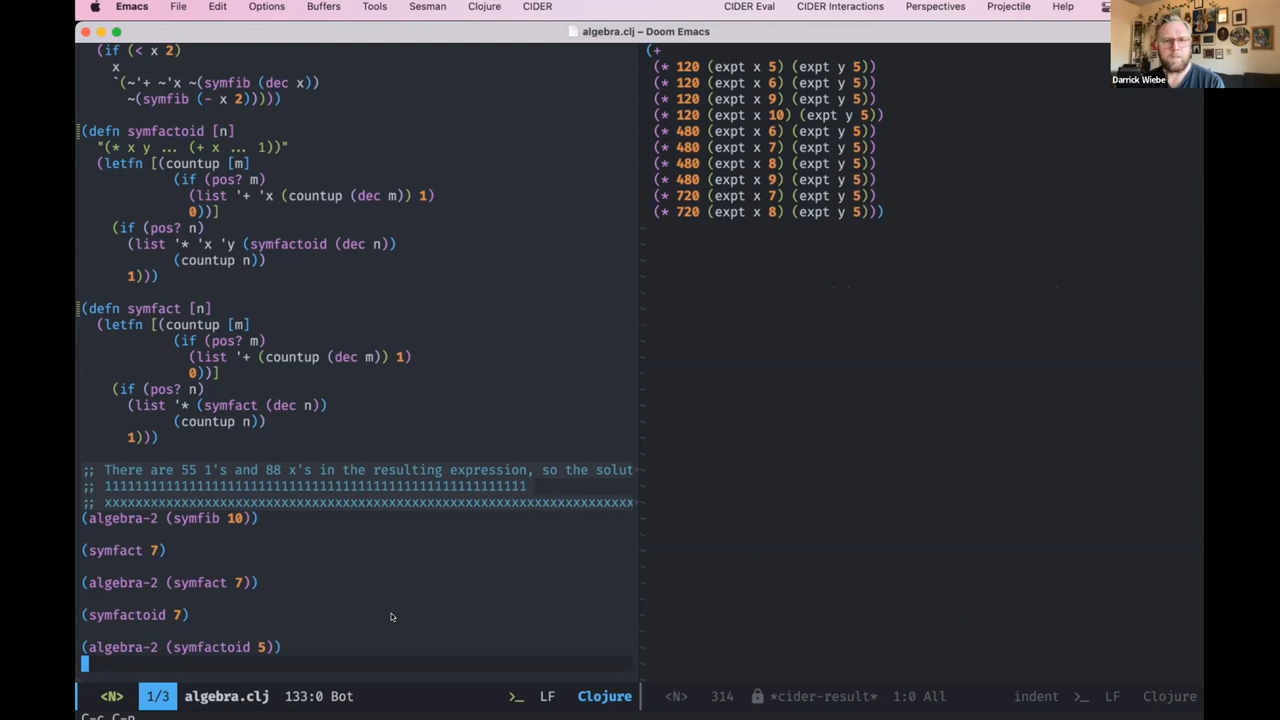 Emacs File Edit Options Buffers Tools Sesman Clojure CIDER CIDER Eval CIDER Interactions Perspectives Projectile Help
algebra.clj – Doom Emacs
Darrick Wiebe
(if (< x 2)
x
`(~'+ ~'x ~(symfib (dec x))
~(symfib (- x 2)))))
(defn symfactoid [n]
"(* x y ... (+ x ... 1))"
(letfn [(countup [m]
(if (pos? m)
(list '+ 'x (countup (dec m)) 1)
0))]
(if (pos? n)
(list '* 'x 'y (symfactoid (dec n))
(countup n))
1)))
(defn symfact [n]
(letfn [(countup [m]
(if (pos? m)
(list '+ (countup (dec m)) 1)
0))]
(if (pos? n)
(list '* (symfact (dec n))
(countup n))
1)))
;; There are 55 1's and 88 x's in the resulting expression, so the solut
;; 1111111111111111111111111111111111111111111111111111111
;; xxxxxxxxxxxxxxxxxxxxxxxxxxxxxxxxxxxxxxxxxxxxxxxxxxxxxxxxxxxxxxxxxxxxx
(algebra-2 (symfib 10))
(symfact 7)
(algebra-2 (symfact 7))
(symfactoid 7)
(algebra-2 (symfactoid 5))
(+
(* 120 (expt x 5) (expt y 5))
(* 120 (expt x 6) (expt y 5))
(* 120 (expt x 9) (expt y 5))
(* 120 (expt x 10) (expt y 5))
(* 480 (expt x 6) (expt y 5))
(* 480 (expt x 7) (expt y 5))
(* 480 (expt x 8) (expt y 5))
(* 480 (expt x 9) (expt y 5))
(* 720 (expt x 7) (expt y 5))
(* 720 (expt x 8) (expt y 5)))
<N> 1/3 algebra.clj 133:0 Bot >_ LF Clojure
<N> 314 *cider-result* 1:0 All indent >_ LF Clojure